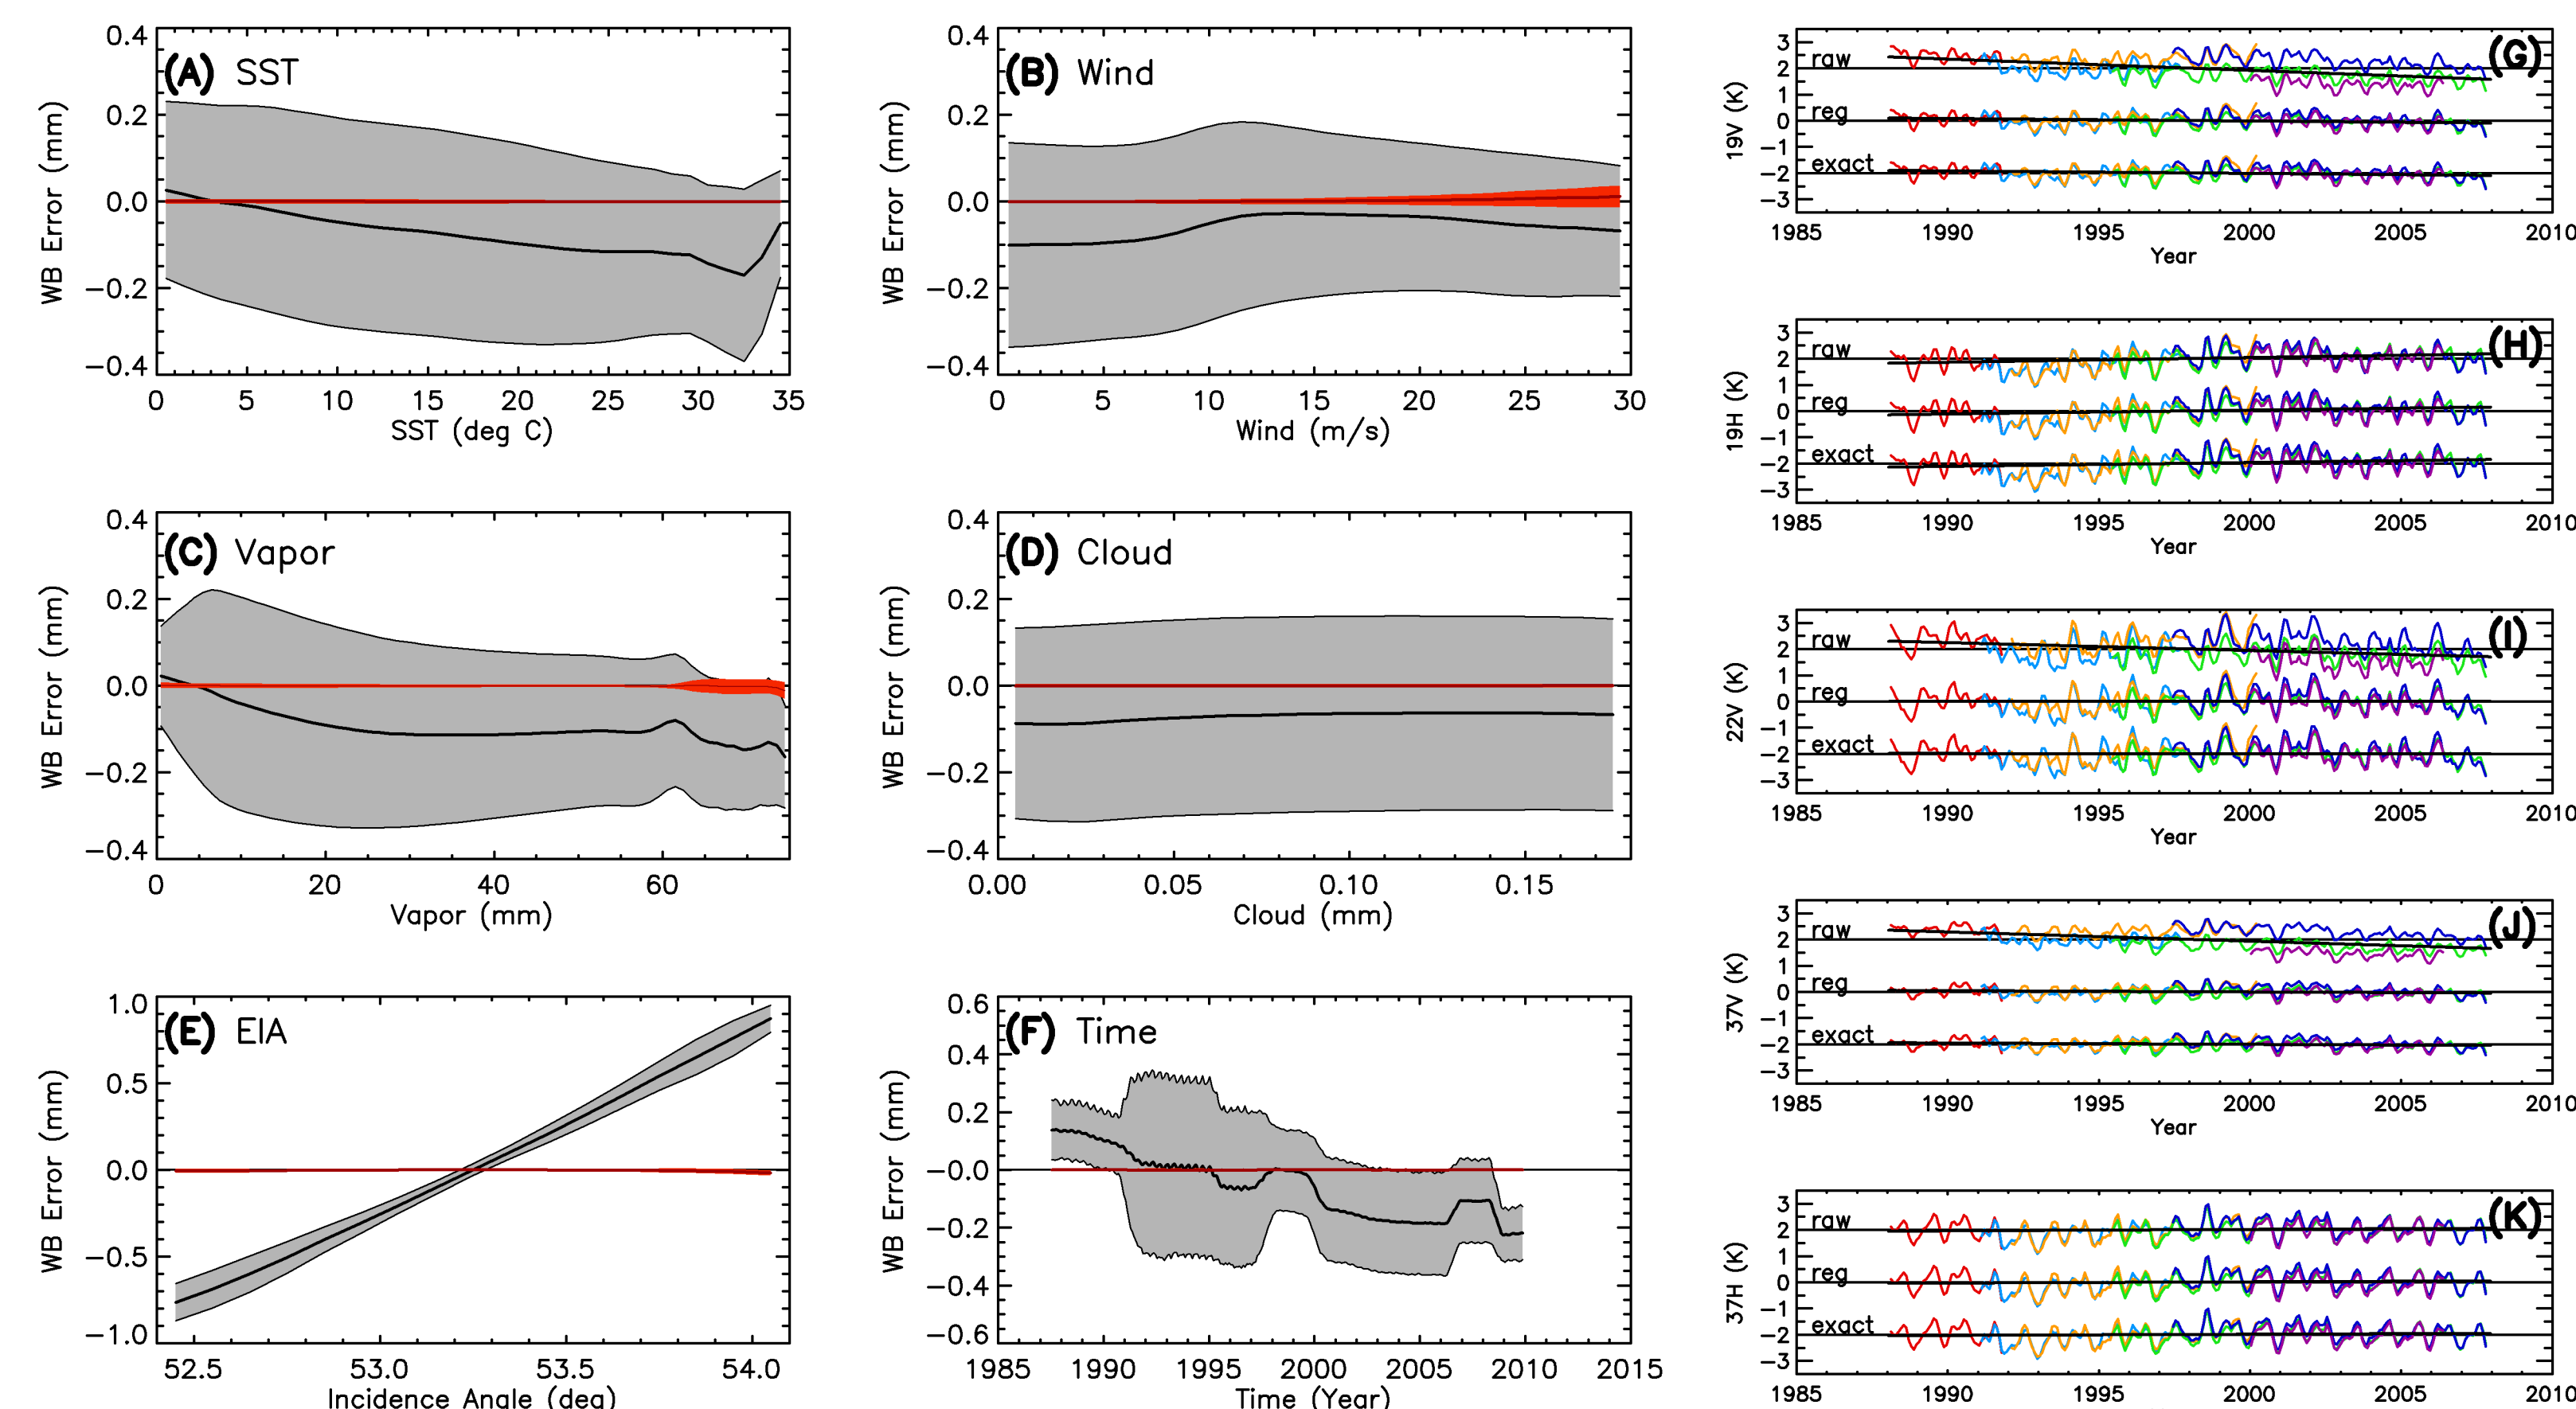 (A) SST
WB Error (mm)
0.4
0.2
0.0
−0.2
−0.4
0 5 10 15 20 25 30 35
SST (deg C)
(B) Wind
WB Error (mm)
0.4
0.2
0.0
−0.2
−0.4
0 5 10 15 20 25 30
Wind (m/s)
(C) Vapor
WB Error (mm)
0.4
0.2
0.0
−0.2
−0.4
0 20 40 60
Vapor (mm)
(D) Cloud
WB Error (mm)
0.4
0.2
0.0
−0.2
−0.4
0.00 0.05 0.10 0.15
Cloud (mm)
(E) EIA
WB Error (mm)
1.0
0.5
0.0
−0.5
−1.0
52.5 53.0 53.5 54.0
Incidence Angle (deg)
(F) Time
WB Error (mm)
0.6
0.4
0.2
−0.0
−0.2
−0.4
−0.6
1985 1990 1995 2000 2005 2010 2015
Time (Year)
(G)
19V (K)
3
2
1
0
−1
−2
−3
raw
reg
exact
1985 1990 1995 2000 2005 2010
Year
(H)
19H (K)
3
2
1
0
−1
−2
−3
raw
reg
exact
1985 1990 1995 2000 2005 2010
Year
(I)
22V (K)
3
2
1
0
−1
−2
−3
raw
reg
exact
1985 1990 1995 2000 2005 2010
Year
(J)
37V (K)
3
2
1
0
−1
−2
−3
raw
reg
exact
1985 1990 1995 2000 2005 2010
Year
(K)
37H (K)
3
2
1
0
−1
−2
−3
raw
reg
exact
1985 1990 1995 2000 2005 2010